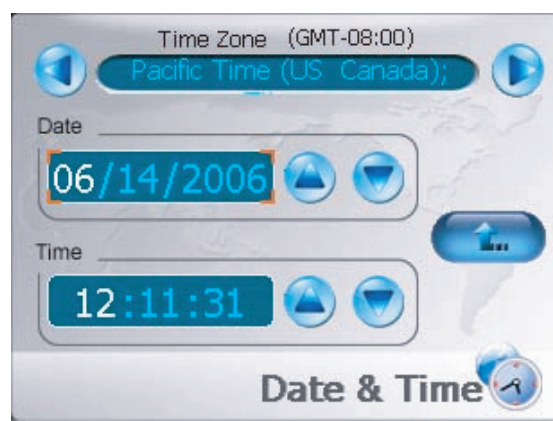 Time Zone (GMT-08:00)
Pacific Time (US Canada);
Date
06/14/2006
Time
12:11:31
Date & Time